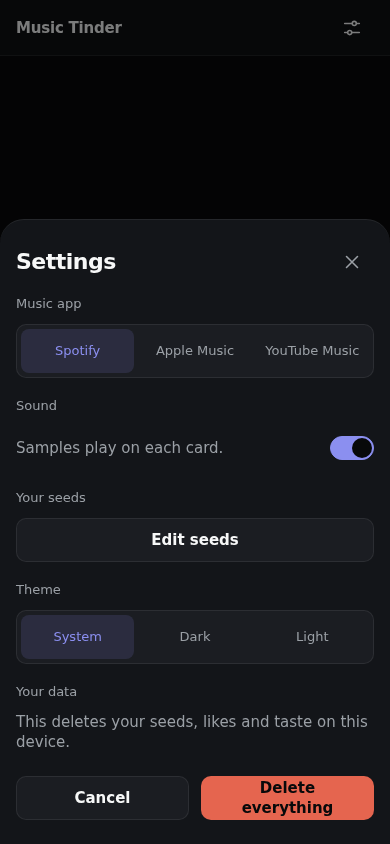 Music Tinder
Settings
Music app
Spotify
Apple Music
YouTube Music
Sound
Samples play on each card.
Your seeds
Edit seeds
Theme
System
Dark
Light
Your data
This deletes your seeds, likes and taste on this
device.
Cancel
Delete
everything